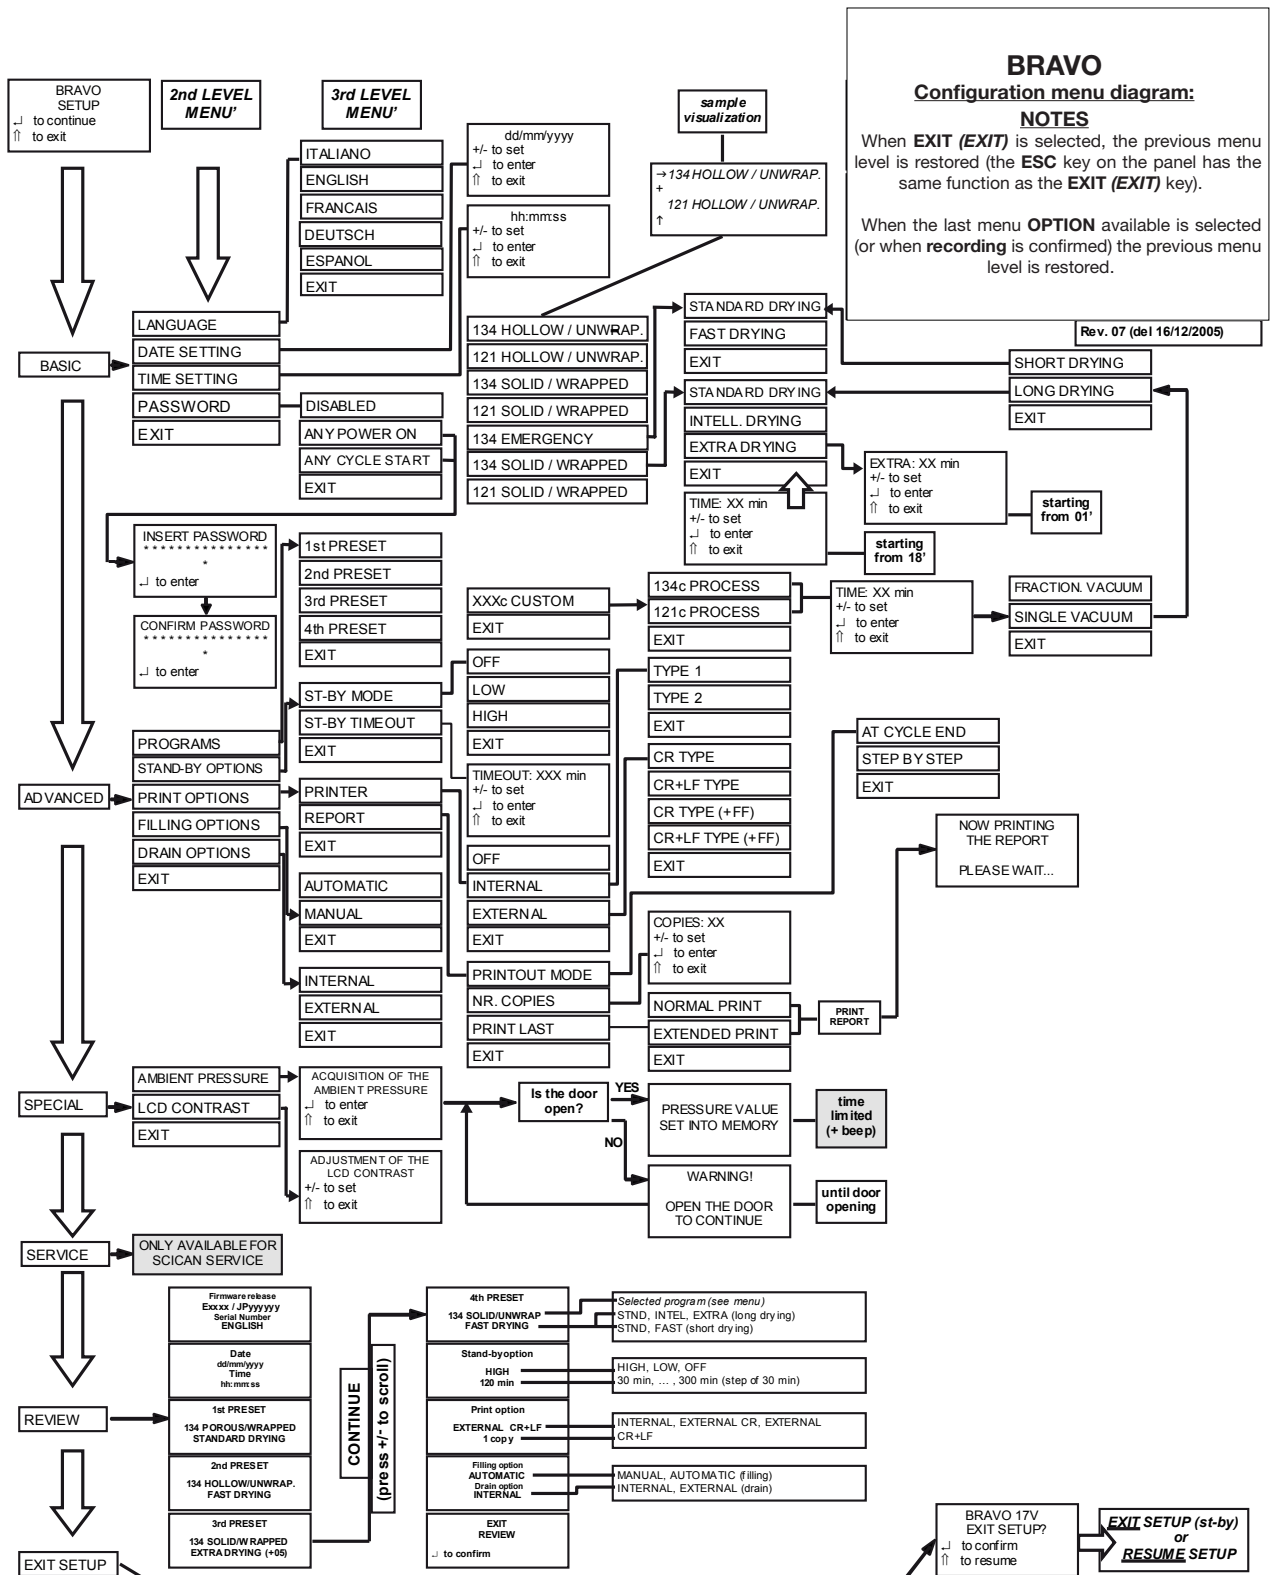 BRAVO
Configuration menu diagram:
NOTES
When EXIT (EXIT) is selected, the previous menu
level is restored (the ESC key on the panel has the
same function as the EXIT (EXIT) key).
When the last menu OPTION available is selected
(or when recording is confirmed) the previous menu
level is restored.
Rev. 07 (del 16/12/2005)
BRAVO
SETUP
↵ to continue
⇑ to exit
2nd LEVEL
MENU'
3rd LEVEL
MENU'
sample
visualization
→134 HOLLOW / UNWRAP.
+
121 HOLLOW / UNWRAP.
↑
BASIC
LANGUAGE
DATE SETTING
TIME SETTING
PASSWORD
EXIT
ITALIANO
ENGLISH
FRANCAIS
DEUTSCH
ESPANOL
EXIT
dd/mm/yyyy
+/- to set
↵ to enter
⇑ to exit
hh:mm:ss
+/- to set
↵ to enter
⇑ to exit
DISABLED
ANY POWER ON
ANY CYCLE START
EXIT
INSERT PASSWORD
* * * * * * * * * * * * * * *
*
↵ to enter
CONFIRM PASSWORD
* * * * * * * * * * * * * * *
*
↵ to enter
134 HOLLOW / UNWRAP.
121 HOLLOW / UNWRAP.
134 SOLID / WRAPPED
121 SOLID / WRAPPED
134 EMERGENCY
134 SOLID / WRAPPED
121 SOLID / WRAPPED
STANDARD DRYING
FAST DRYING
EXIT
STANDARD DRYING
INTELL. DRYING
EXTRA DRYING
EXIT
TIME: XX min
+/- to set
↵ to enter
⇑ to exit
starting
from 18'
EXTRA: XX min
+/- to set
↵ to enter
⇑ to exit
starting
from 01'
SHORT DRYING
LONG DRYING
EXIT
ADVANCED
PROGRAMS
STAND-BY OPTIONS
PRINT OPTIONS
FILLING OPTIONS
DRAIN OPTIONS
EXIT
1st PRESET
2nd PRESET
3rd PRESET
4th PRESET
EXIT
XXXc CUSTOM
EXIT
134c PROCESS
121c PROCESS
EXIT
TIME: XX min
+/- to set
↵ to enter
⇑ to exit
FRACTION. VACUUM
SINGLE VACUUM
EXIT
ST-BY MODE
ST-BY TIMEOUT
EXIT
OFF
LOW
HIGH
EXIT
TIMEOUT: XXX min
+/- to set
↵ to enter
⇑ to exit
PRINTER
REPORT
EXIT
OFF
INTERNAL
EXTERNAL
EXIT
TYPE 1
TYPE 2
EXIT
CR TYPE
CR+LF TYPE
CR TYPE (+FF)
CR+LF TYPE (+FF)
EXIT
AT CYCLE END
STEP BY STEP
EXIT
AUTOMATIC
MANUAL
EXIT
INTERNAL
EXTERNAL
EXIT
PRINTOUT MODE
NR. COPIES
PRINT LAST
EXIT
COPIES: XX
+/- to set
↵ to enter
⇑ to exit
NORMAL PRINT
EXTENDED PRINT
EXIT
PRINT
REPORT
NOW PRINTING
THE REPORT
PLEASE WAIT...
SPECIAL
AMBIENT PRESSURE
LCD CONTRAST
EXIT
ACQUISITION OF THE
AMBIENT PRESSURE
↵ to enter
⇑ to exit
ADJUSTMENT OF THE
LCD CONTRAST
+/- to set
⇑ to exit
Is the door
open?
YES
NO
PRESSURE VALUE
SET INTO MEMORY
time
limited
(+ beep)
WARNING!
OPEN THE DOOR
TO CONTINUE
until door
opening
SERVICE
ONLY AVAILABLE FOR
SCICAN SERVICE
REVIEW
Firmware release
Exxxx / JPyyyyyy
Serial Number
ENGLISH
Date
dd/mm/yyyy
Time
hh:mm:ss
1st PRESET
134 POROUS/WRAPPED
STANDARD DRYING
2nd PRESET
134 HOLLOW/UNWRAP.
FAST DRYING
3rd PRESET
134 SOLID/WRAPPED
EXTRADRYING (+05)
CONTINUE
(press +/- to scroll)
4th PRESET
134 SOLID/UNWRAP
FAST DRYING
Selected program (see menu)
STND, INTEL, EXTRA (long drying)
STND, FAST (short drying)
Stand-byoption
HIGH
120 min
HIGH, LOW, OFF
30 min, ... , 300 min (step of 30 min)
Print option
EXTERNAL CR+LF
1 copy
INTERNAL, EXTERNAL CR, EXTERNAL
CR+LF
Filling option
AUTOMATIC
Drain option
INTERNAL
MANUAL, AUTOMATIC (filling)
INTERNAL, EXTERNAL (drain)
EXIT
REVIEW
↵ to confirm
EXIT SETUP
BRAVO 17V
EXIT SETUP?
↵ to confirm
⇑ to resume
EXIT SETUP (st-by)
or
RESUME SETUP